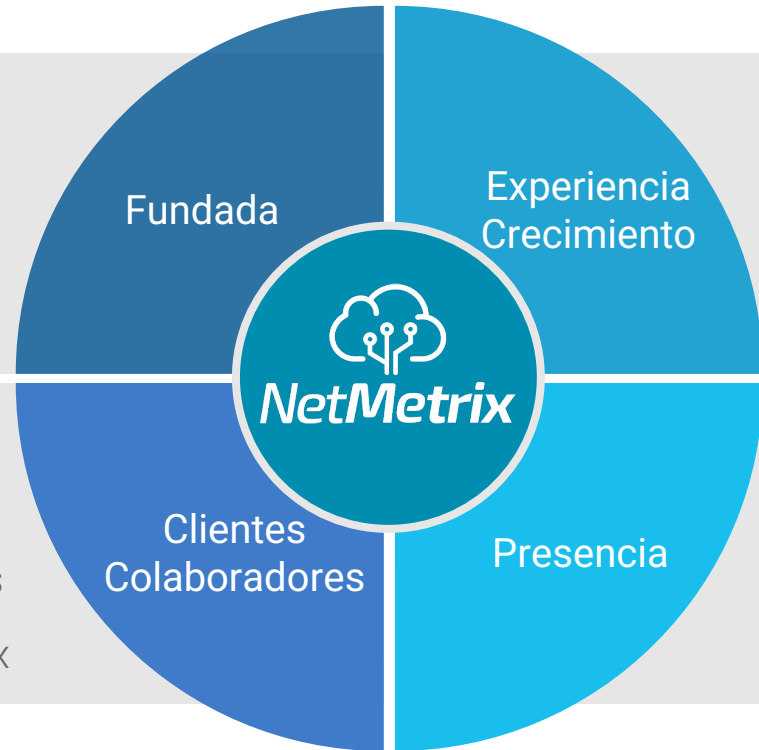 Fundada
Experiencia
Crecimiento
NetMetrix
Clientes
Colaboradores
Presencia